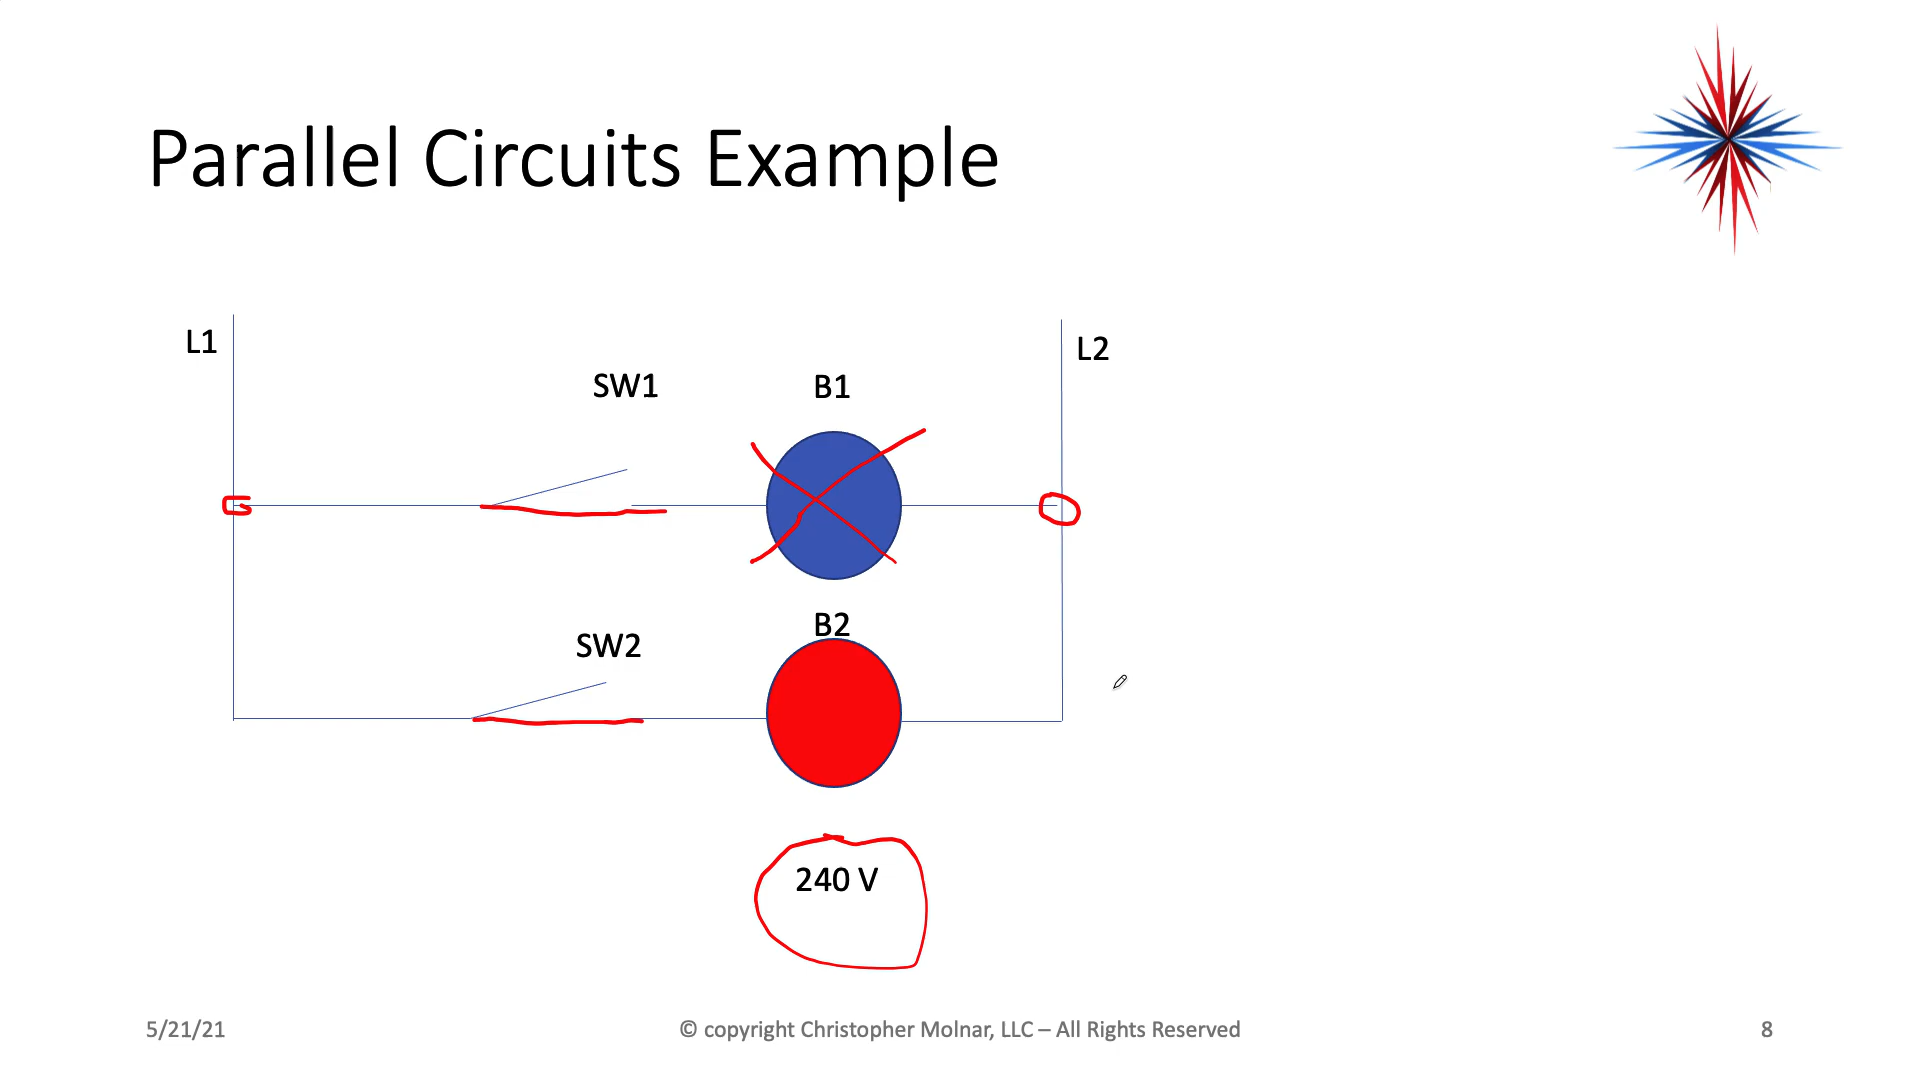 Parallel Circuits Example
L1
L2
SW1
B1
B2
SW2
240 V
5/21/21
© copyright Christopher Molnar, LLC – All Rights Reserved
8